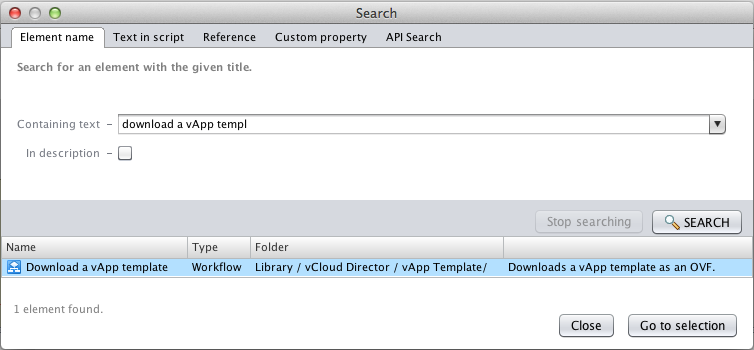 Search
Element name Text in script Reference Custom property API Search
Search for an element with the given title.
Containing text – download a vApp templ
In description –
Stop searching SEARCH
Name Type Folder
Download a vApp template Workflow Library / vCloud Director / vApp Template/ Downloads a vApp template as an OVF.
1 element found.
Close Go to selection